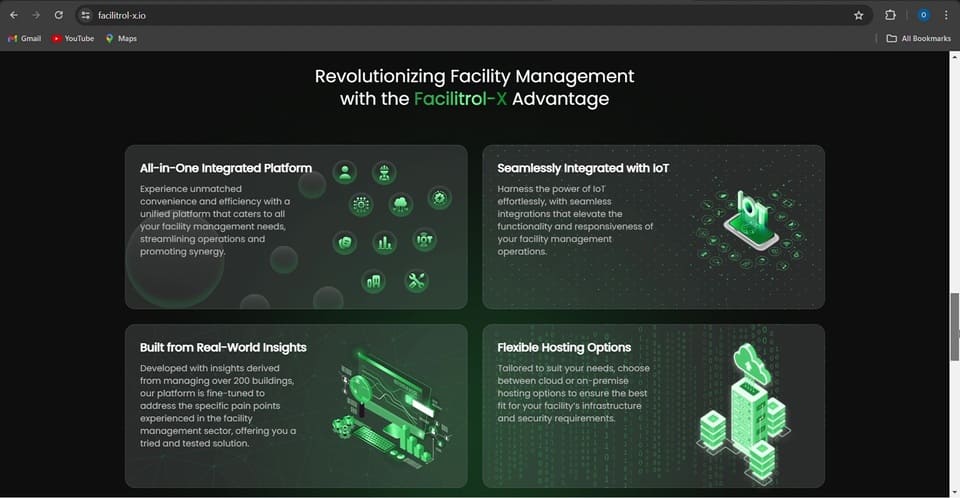 facilitrol-x.io
O
Gmail
YouTube
Maps
All Bookmarks
Revolutionizing Facility Management
with the Facilitrol-X Advantage
All-in-One Integrated Platform
Experience unmatched
convenience and efficiency with a
unified platform that caters to all
your facility management needs,
streamlining operations and
promoting synergy.
IOT
Seamlessly Integrated with IoT
Harness the power of IoT
effortlessly, with seamless
integrations that elevate the
functionality and responsiveness of
your facility management
operations.
IoT
Built from Real-World Insights
Developed with insights derived
from managing over 200 buildings,
our platform is fine-tuned to
address the specific pain points
experienced in the facility
management sector, offering you a
tried and tested solution.
Flexible Hosting Options
Tailored to suit your needs, choose
between cloud or on-premise
hosting options to ensure the best
fit for your facility's infrastructure
and security requirements.